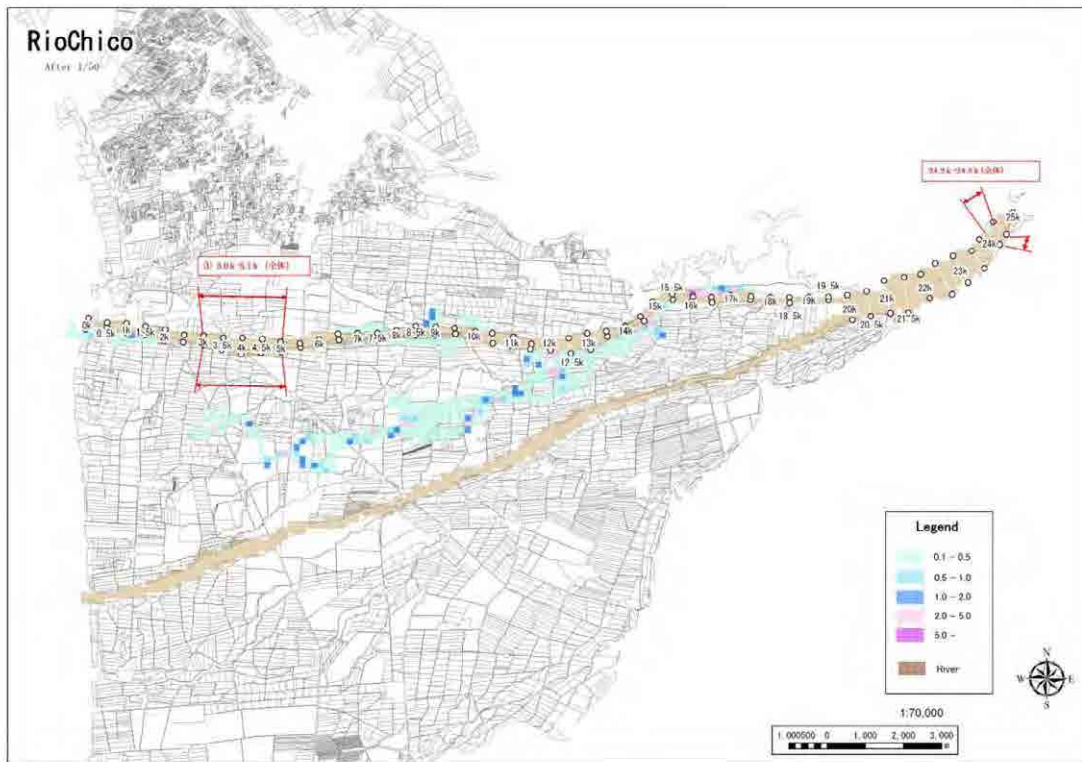 RioChico
After 1/50
25k
24k
23k
22k
21k
21.5k
20.5k
20k
19.5k
19k
18.5k
18k
17k
16k
15.5k
15k
14k
13k
12.5k
12k
11k
10k
9k
8.5k
8k
7.5k
7k
6k
5k
4.5k
4k
3.5k
3k
2k
1k
0.5k
0k
Legend
0.1 - 0.5
0.5 - 1.0
1.0 - 2.0
2.0 - 5.0
5.0 -
River
N
W
E
S
1:70,000
1,000500 0 1,000 2,000 3,000
m